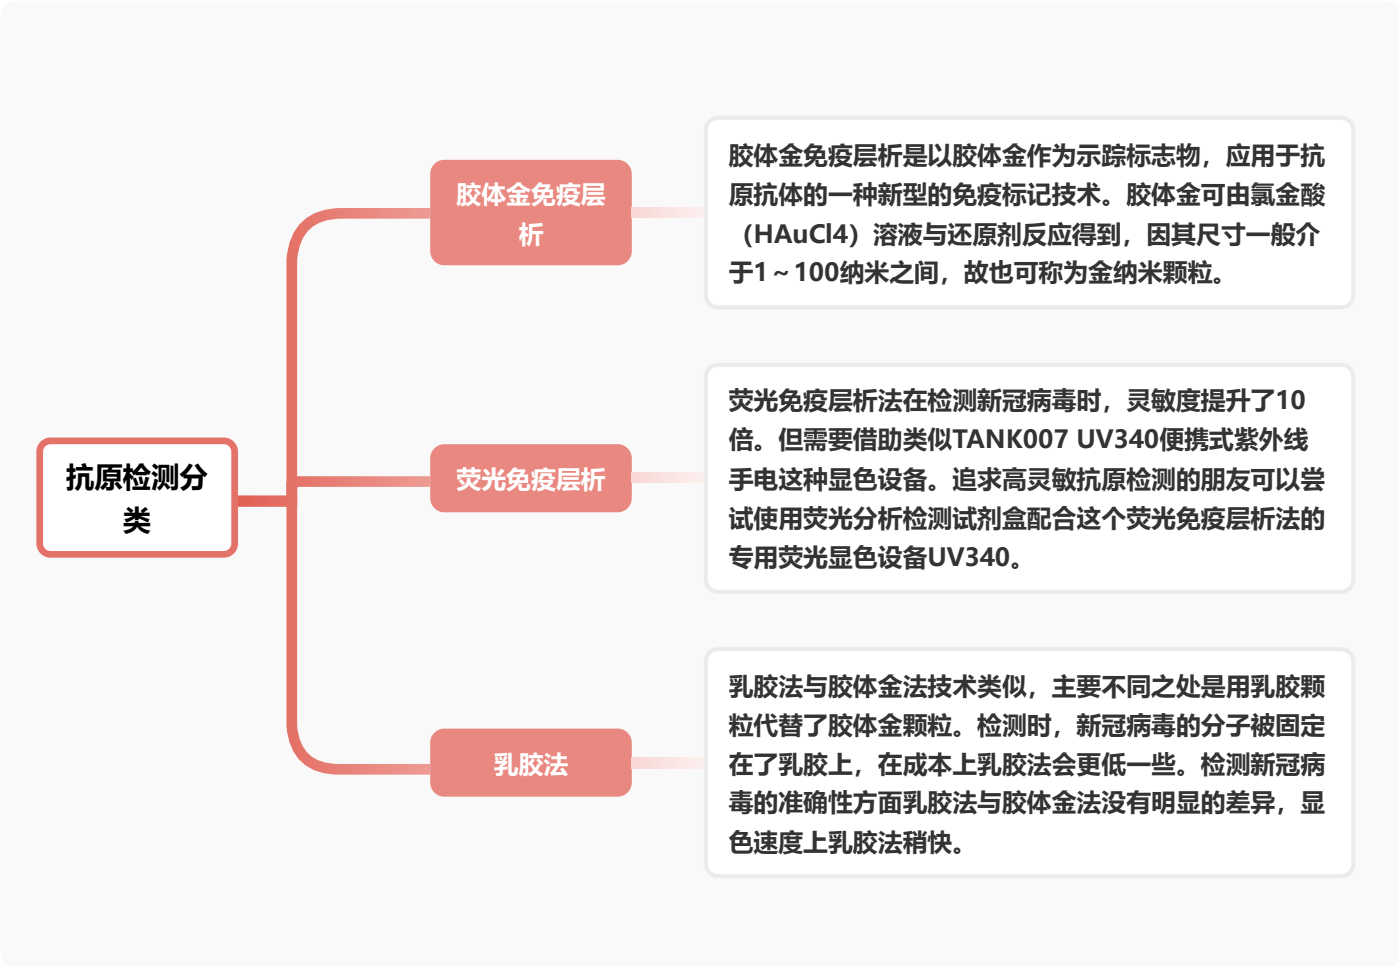 抗原检测分
类
胶体金免疫层
析
胶体金免疫层析是以胶体金作为示踪标志物，应用于抗
原抗体的一种新型的免疫标记技术。胶体金可由氯金酸
（HAuCl4）溶液与还原剂反应得到，因其尺寸一般介
于1～100纳米之间，故也可称为金纳米颗粒。
荧光免疫层析
荧光免疫层析法在检测新冠病毒时，灵敏度提升了10
倍。但需要借助类似TANK007 UV340便携式紫外线
手电这种显色设备。追求高灵敏抗原检测的朋友可以尝
试使用荧光分析检测试剂盒配合这个荧光免疫层析法的
专用荧光显色设备UV340。
乳胶法
乳胶法与胶体金法技术类似，主要不同之处是用乳胶颗
粒代替了胶体金颗粒。检测时，新冠病毒的分子被固定
在了乳胶上，在成本上乳胶法会更低一些。检测新冠病
毒的准确性方面乳胶法与胶体金法没有明显的差异，显
色速度上乳胶法稍快。